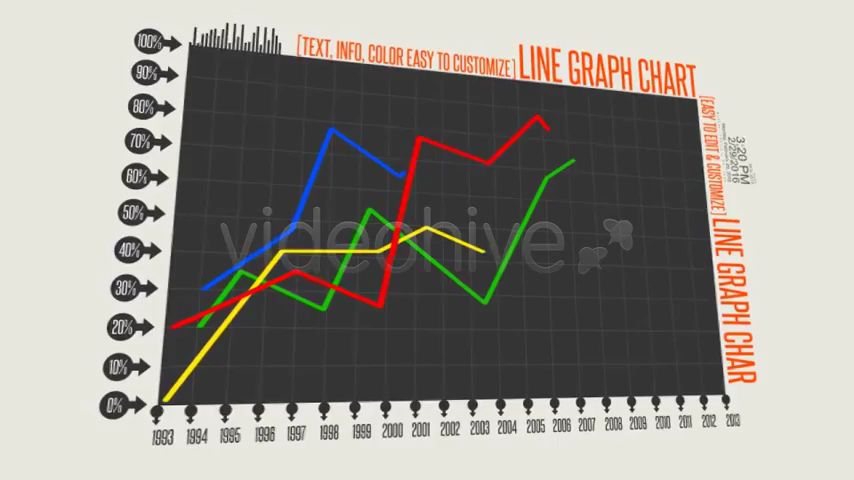 [TEXT, INFO, COLOR EASY TO CUSTOMIZE] LINE GRAPH CHART
100%
90%
80%
70%
60%
50%
40%
30%
20%
10%
0%
videohive
[EASY TO EDIT & CUSTOMIZE] LINE GRAPH CHAR
3:20 PM
2/29/2016
1993 1994 1995 1996 1997 1998 1999 2000 2001 2002 2003 2004 2005 2006 2007 2008 2009 2010 2011 2012 2013